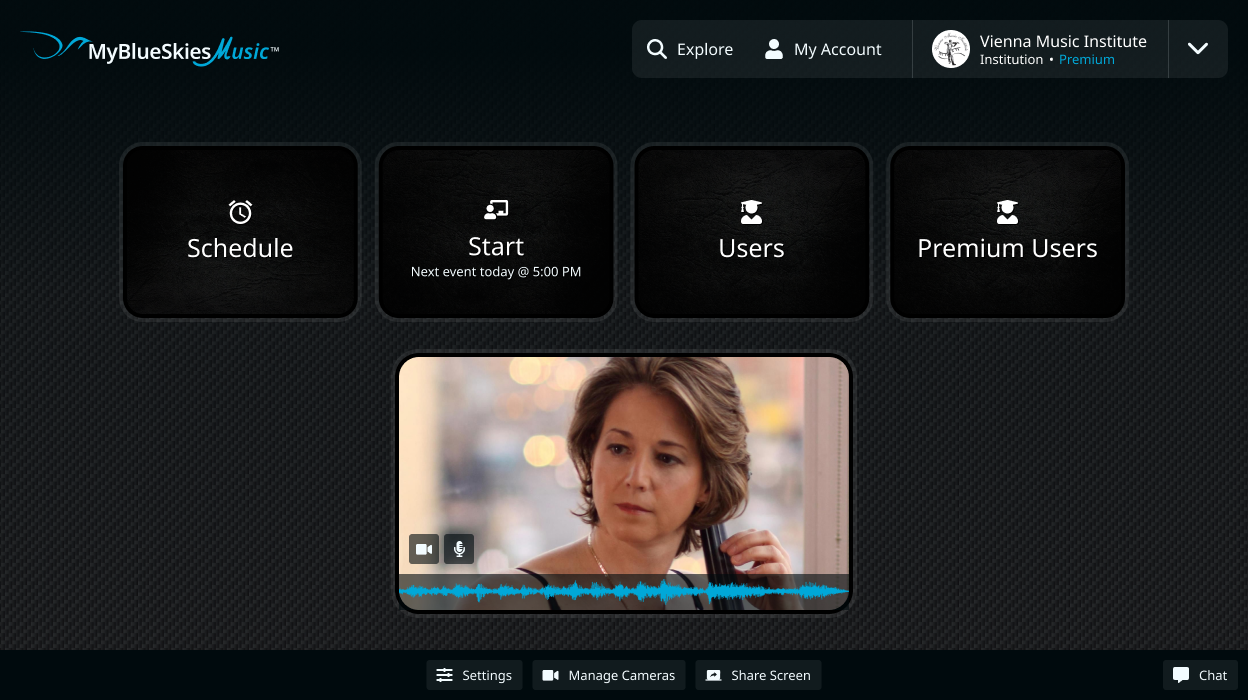 MyBlueSkiesMusic™
Explore
My Account
Vienna Music Institute
Institution • Premium
Schedule
Start
Next event today @ 5:00 PM
Users
Premium Users
Settings
Manage Cameras
Share Screen
Chat